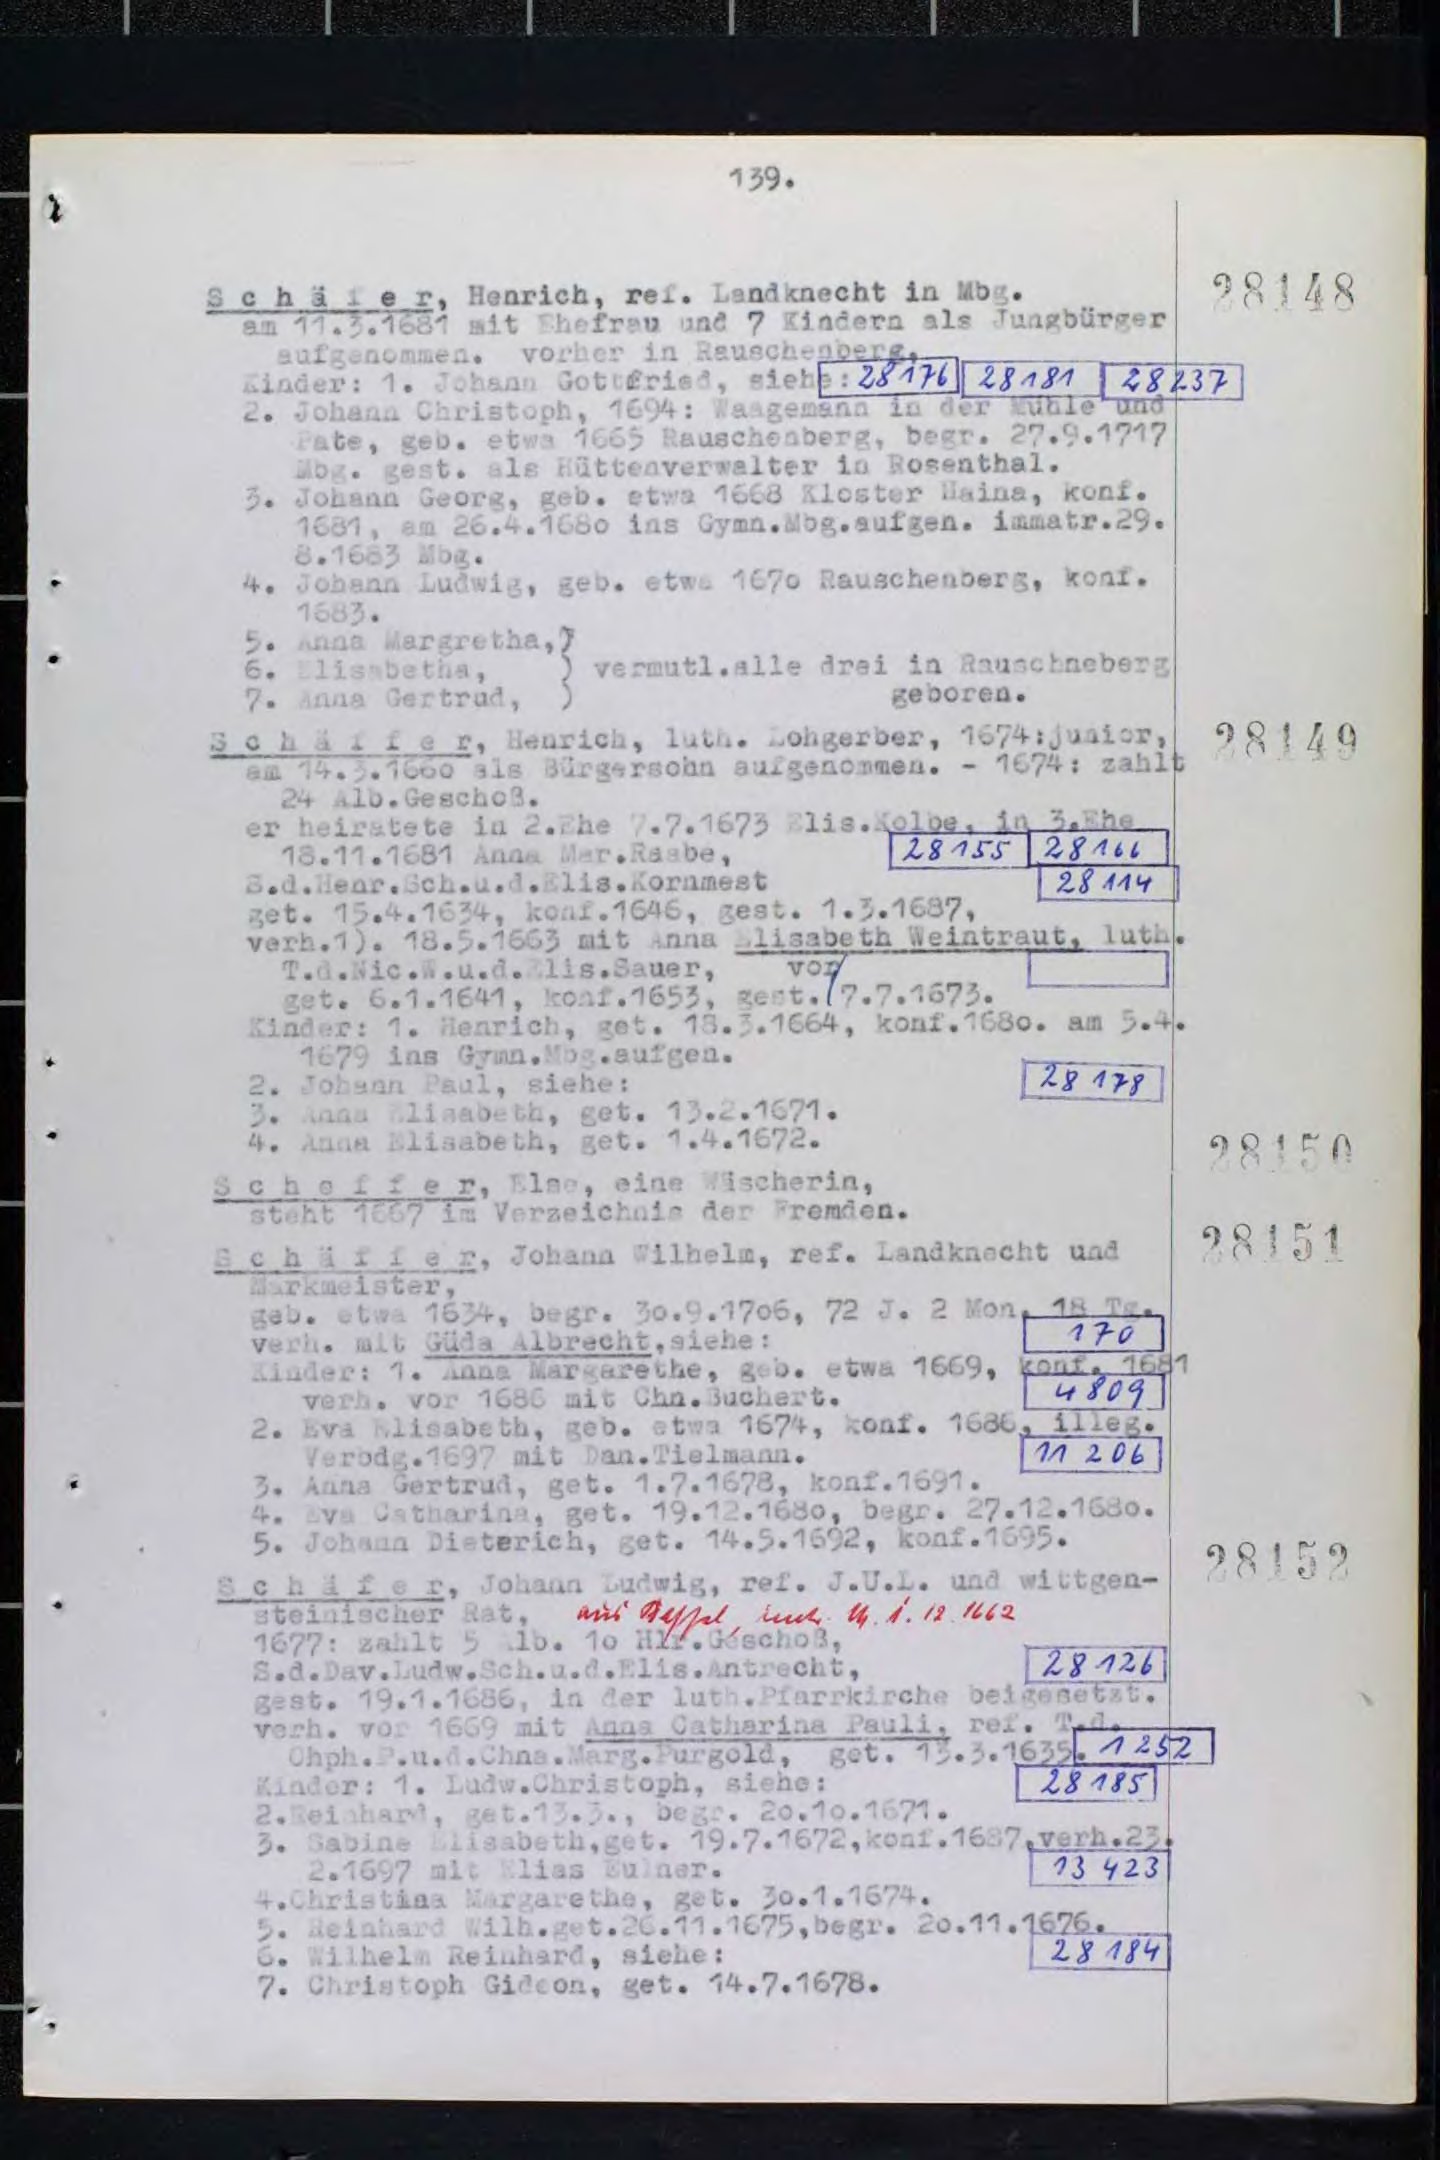 139.
28148
S c h ä f e r, Henrich, ref. Landknecht in Mbg.
am 11.3.1681 mit Ehefrau und 7 Kindern als Jungbürger
aufgenommen. vorher in Rauschenberg.
Kinder: 1. Johann Gottfried, siehe: 28176 28181 28237
2. Johann Christoph, 1694: Waagemann in der Mühle und
Pate, geb. etwa 1665 Rauschenberg, begr. 27.9.1717
Mbg. gest. als Hüttenverwalter in Rosenthal.
3. Johann Georg, geb. etwa 1668 Kloster Haina, konf.
1681, am 26.4.1680 ins Gymn.Mbg.aufgen. immatr.29.
8.1683 Mbg.
4. Johann Ludwig, geb. etwa 1670 Rauschenberg, konf.
1683.
5. Anna Margretha,)
6. Elisabetha, ) vermutl.alle drei in Rauschneberg
7. Anna Gertrud, ) geboren.
28149
S c h ä f f e r, Henrich, luth. Lohgerber, 1674:junior,
am 14.3.1660 als Bürgersohn aufgenommen. - 1674: zahlt
24 Alb.Geschoß.
er heiratete in 2.Ehe 7.7.1673 Elis.Kolbe, in 3.Ehe
18.11.1681 Anna Mar.Raabe, 28155 28166
S.d.Henr.Sch.u.d.Elis.Kornmest 28114
get. 15.4.1634, konf.1646, gest. 1.3.1687,
verh.1). 18.5.1663 mit Anna Elisabeth Weintraut, luth.
T.d.Nic.W.u.d.Elis.Sauer, vor
get. 6.1.1641, konf.1653, gest. 7.7.1673.
Kinder: 1. Henrich, get. 18.3.1664, konf.1680. am 5.4.
1679 ins Gymn.Mbg.aufgen.
2. Johann Paul, siehe: 28178
3. Anna Elisabeth, get. 13.2.1671.
4. Anna Elisabeth, get. 1.4.1672.
28150
S c h e f f e r, Else, eine Wäscherin,
steht 1667 im Verzeichnis der Fremden.
28151
S c h ä f f e r, Johann Wilhelm, ref. Landknecht und
Markmeister,
geb. etwa 1634, begr. 30.9.1706, 72 J. 2 Mon. 18 Tg.
verh. mit Güda Albrecht,siehe: 170
Kinder: 1. Anna Margarethe, geb. etwa 1669, konf. 1681
verh. vor 1686 mit Chn.Buchert. 4809
2. Eva Elisabeth, geb. etwa 1674, konf. 1686, illeg.
Verbdg.1697 mit Dan.Tielmann. 11 206
3. Anna Gertrud, get. 1.7.1678, konf.1691.
4. Eva Catharina, get. 19.12.1680, begr. 27.12.1680.
5. Johann Dieterich, get. 14.5.1692, konf.1695.
28152
S c h ä f e r, Johann Ludwig, ref. J.U.L. und wittgen-
steinischer Rat, aus 1. 12. 1662
1677: zahlt 5 Alb. 10 Hlr.Geschoß,
S.d.Dav.Ludw.Sch.u.d.Elis.Antrecht, 28126
gest. 19.1.1686, in der luth.Pfarrkirche beigesetzt.
verh. vor 1669 mit Anna Catharina Pauli, ref. T.d.
Chph.P.u.d.Chna.Marg.Purgold, get. 13.3.1635. 1252
Kinder: 1. Ludw.Christoph, siehe: 28185
2.Reinhard, get.13.3., begr. 20.10.1671.
3. Sabine Elisabeth,get. 19.7.1672,konf.1687,verh.23.
2.1697 mit Elias Eulner. 13 423
4.Christina Margarethe, get. 30.1.1674.
5. Reinhard Wilh.get.26.11.1675,begr. 20.11.1676.
6. Wilhelm Reinhard, siehe: 28184
7. Christoph Gideon, get. 14.7.1678.